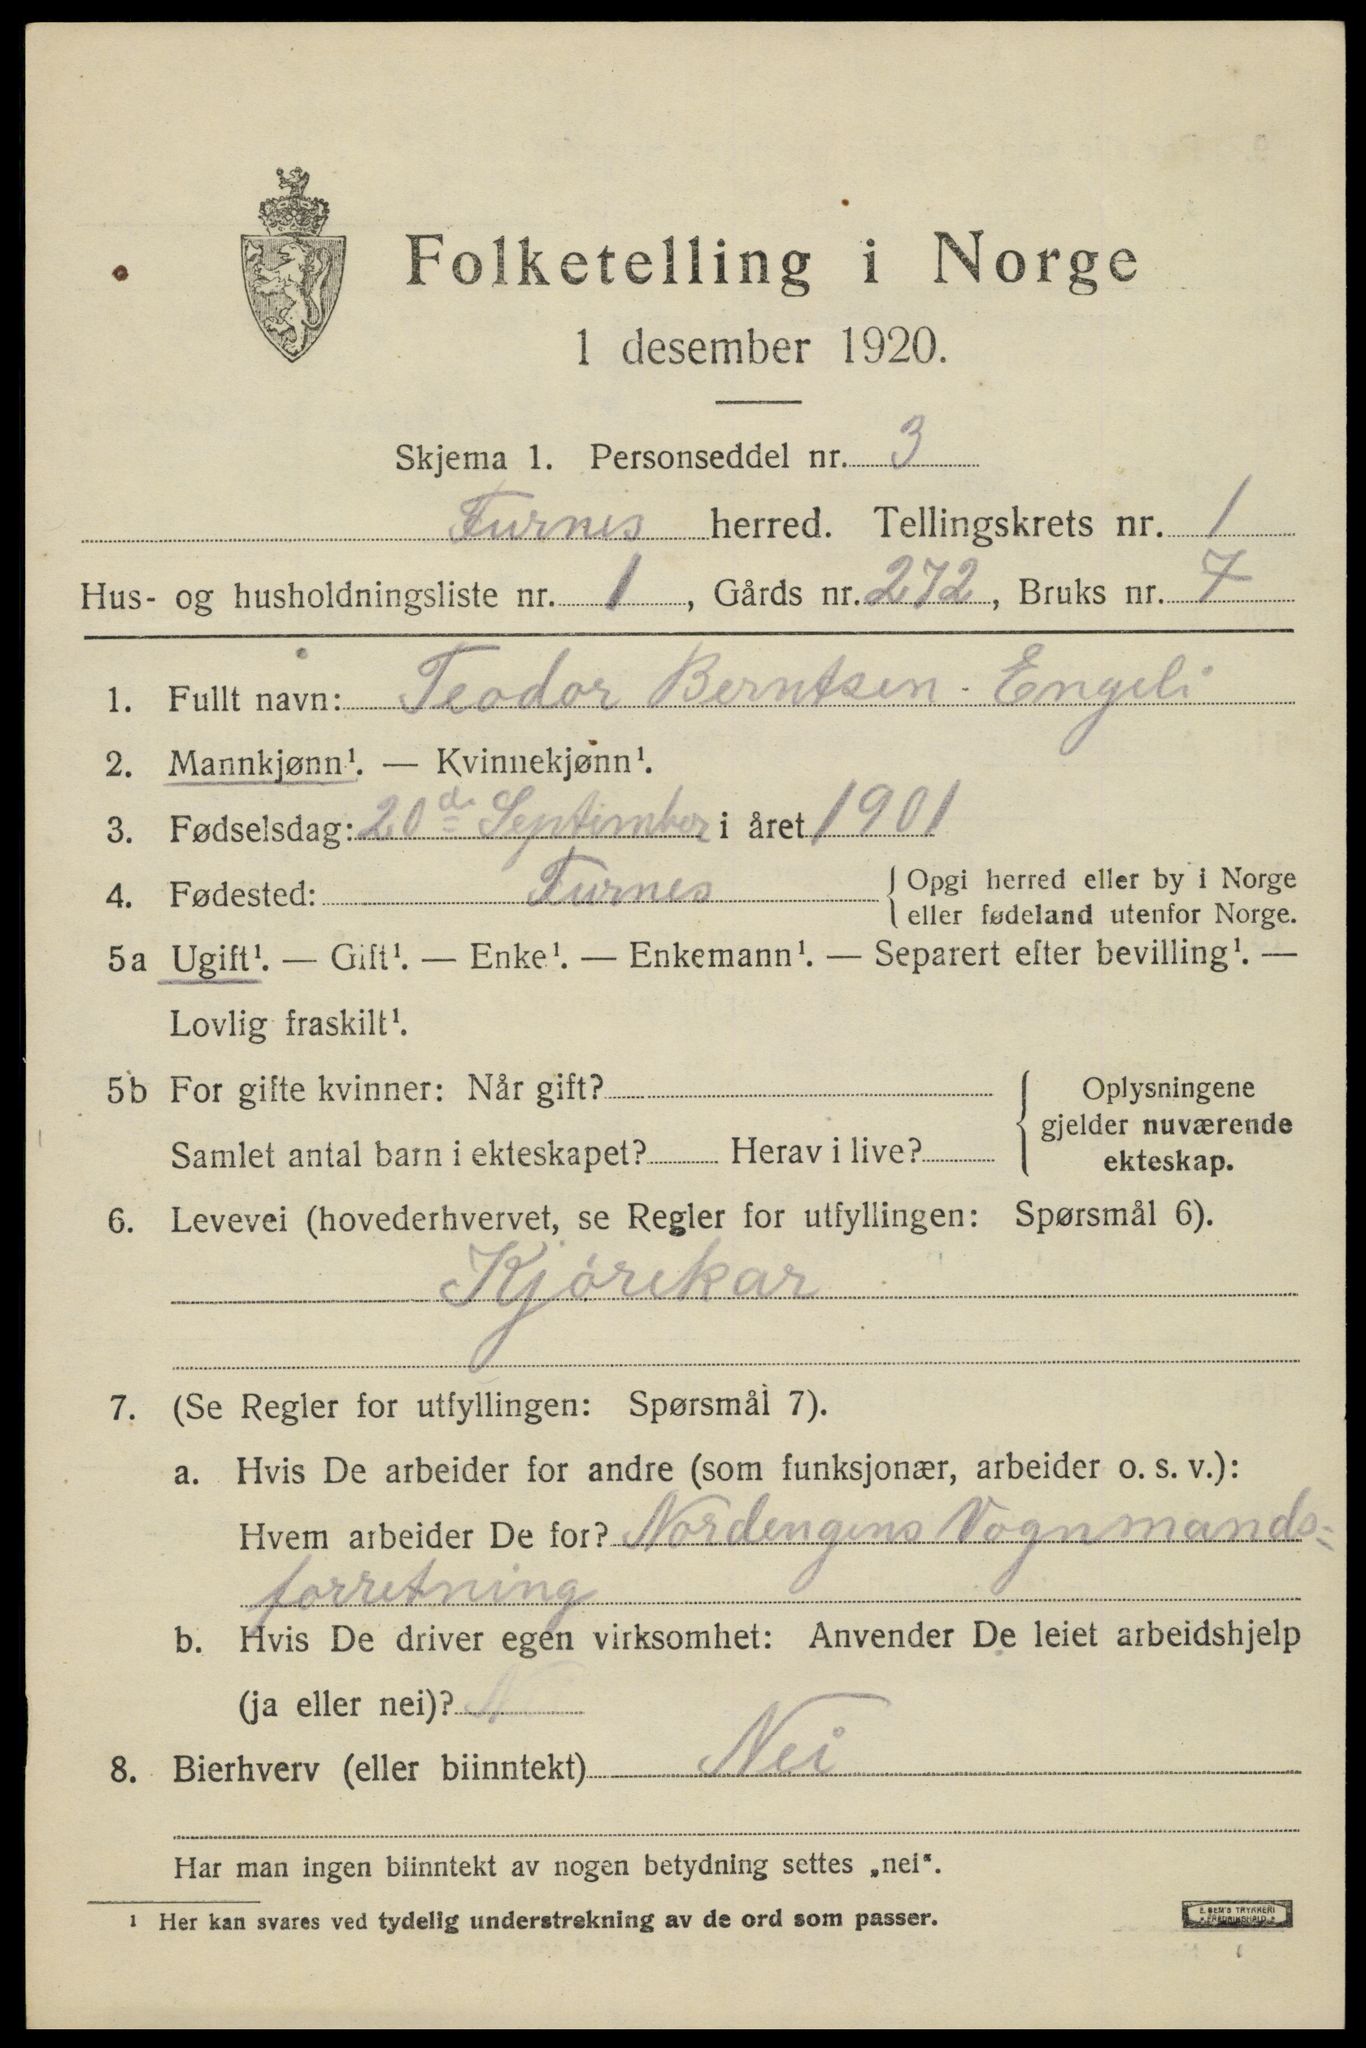 Folketelling i Norge
1 desember 1920.
Skjema 1. Personseddel nr. 3
Furnes herred. Tellingskrets nr. 1
Hus- og husholdningsliste nr. 1, Gårds nr. 272, Bruks nr. 7
1. Fullt navn: Teodor Berntsen Engeli
2. Mannkjønn¹. — Kvinnekjønn¹.
3. Fødselsdag: 20de September i året 1901
4. Fødested: Furnes { Opgi herred eller by i Norge
eller fødeland utenfor Norge.
5a Ugift¹. — Gift¹. — Enke¹. — Enkemann¹. — Separert efter bevilling¹. —
Lovlig fraskilt¹.
5b For gifte kvinner: Når gift?
Samlet antal barn i ekteskapet? Herav i live?
{ Oplysningene
gjelder nuværende
ekteskap.
6. Levevei (hovederhvervet, se Regler for utfyllingen: Spørsmål 6).
Kjørekar
7. (Se Regler for utfyllingen: Spørsmål 7).
a. Hvis De arbeider for andre (som funksjonær, arbeider o. s. v.):
Hvem arbeider De for? Nordengens Vognmands=
forretning
b. Hvis De driver egen virksomhet: Anvender De leiet arbeidshjelp
(ja eller nei)? N
8. Bierhverv (eller biinntekt) Nei
Har man ingen biinntekt av nogen betydning settes „nei“.
¹ Her kan svares ved tydelig understrekning av de ord som passer.
E. SEM'S TRYKKERI
FREDRIKSHALD